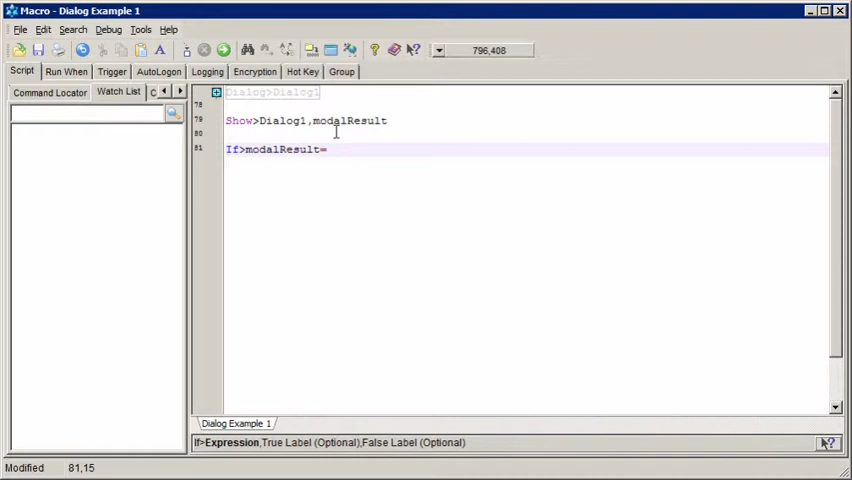 Macro - Dialog Example 1
File Edit Search Debug Tools Help
796,408
Script Run When Trigger AutoLogon Logging Encryption Hot Key Group
Command Locator Watch List C
Dialog>Dialog1
78
79 Show>Dialog1,modalResult
80
81 If>modalResult=
Dialog Example 1
If>Expression,True Label (Optional),False Label (Optional)
Modified 81,15